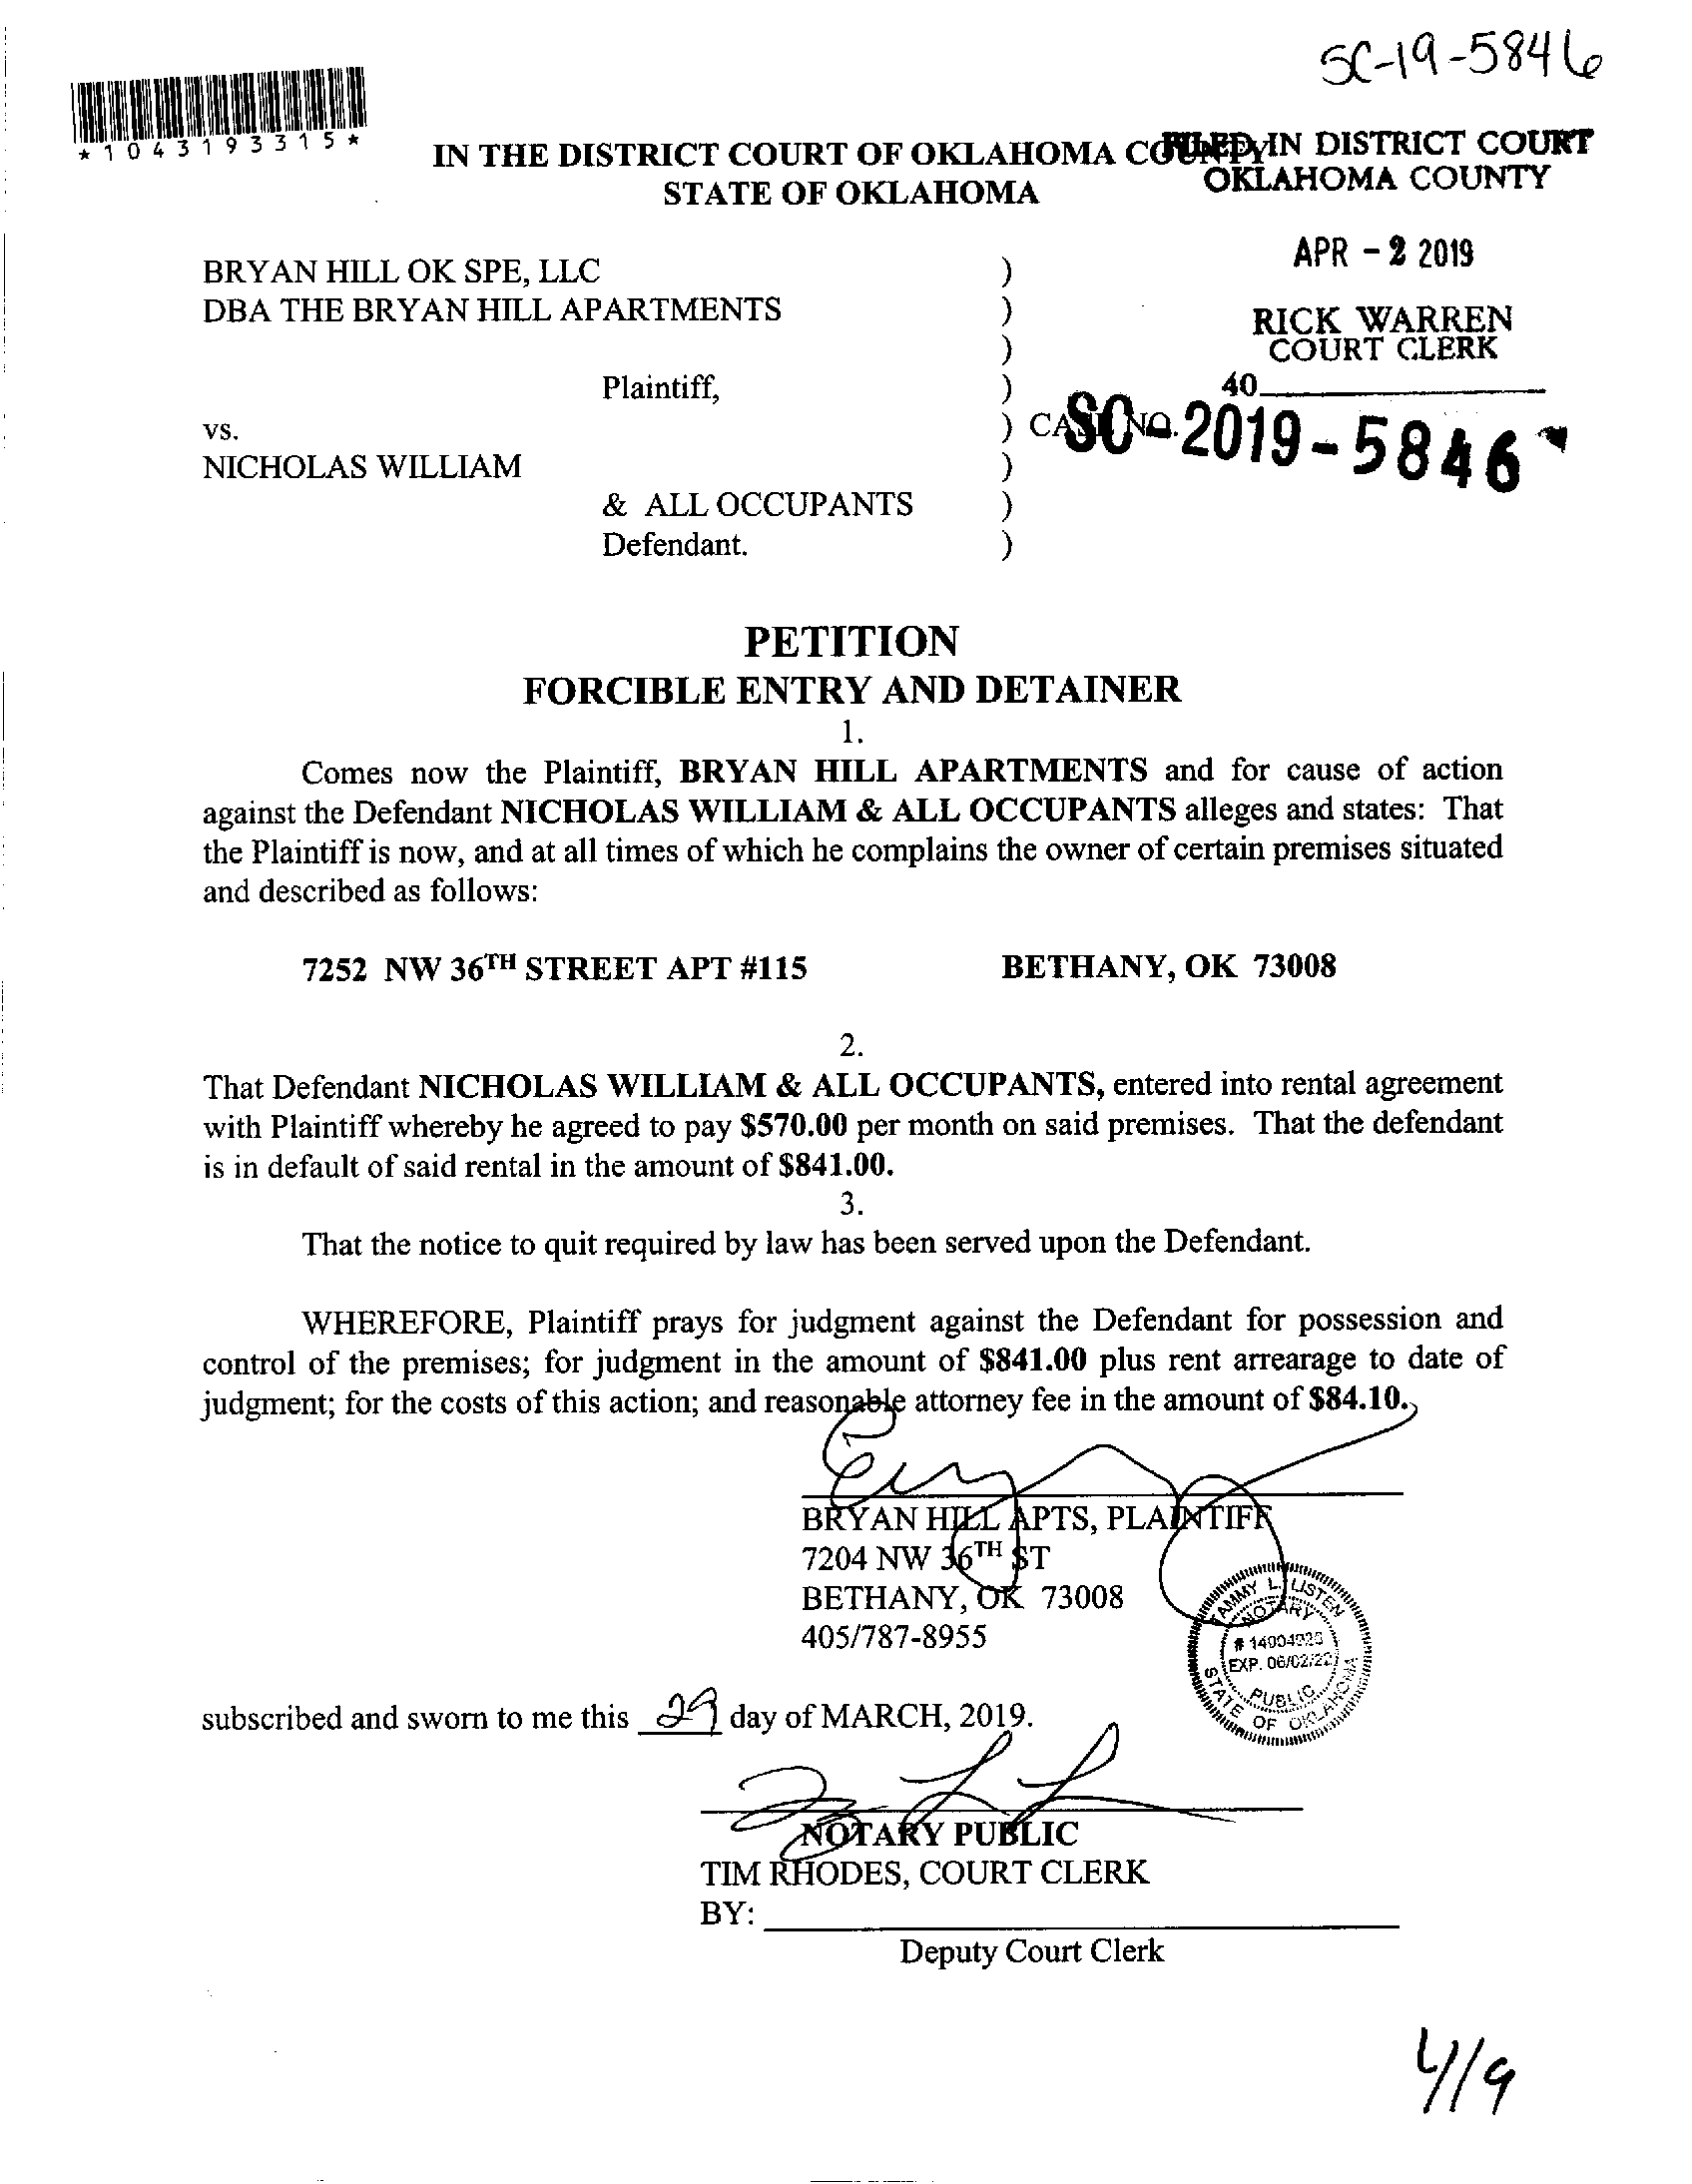 SC-19-5846
*1043193315*
IN THE DISTRICT COURT OF OKLAHOMA COUNTY
STATE OF OKLAHOMA
FILED IN DISTRICT COURT
OKLAHOMA COUNTY
APR - 2 2019
RICK WARREN
COURT CLERK
40
BRYAN HILL OK SPE, LLC )
DBA THE BRYAN HILL APARTMENTS )
)
Plaintiff, )
vs. ) CASE NO. SC-2019-5846
NICHOLAS WILLIAM )
& ALL OCCUPANTS )
Defendant. )
PETITION
FORCIBLE ENTRY AND DETAINER
1.
Comes now the Plaintiff, BRYAN HILL APARTMENTS and for cause of action
against the Defendant NICHOLAS WILLIAM & ALL OCCUPANTS alleges and states: That
the Plaintiff is now, and at all times of which he complains the owner of certain premises situated
and described as follows:
7252 NW 36TH STREET APT #115 BETHANY, OK 73008
2.
That Defendant NICHOLAS WILLIAM & ALL OCCUPANTS, entered into rental agreement
with Plaintiff whereby he agreed to pay $570.00 per month on said premises. That the defendant
is in default of said rental in the amount of $841.00.
3.
That the notice to quit required by law has been served upon the Defendant.
WHEREFORE, Plaintiff prays for judgment against the Defendant for possession and
control of the premises; for judgment in the amount of $841.00 plus rent arrearage to date of
judgment; for the costs of this action; and reasonable attorney fee in the amount of $84.10.
BRYAN HILL APTS, PLAINTIFF
7204 NW 36TH ST
BETHANY, OK 73008
405/787-8955
TAMMY L. LISTEN
NOTARY
EXP. 06/02/22
PUBLIC
STATE OF OKLAHOMA
subscribed and sworn to me this 29 day of MARCH, 2019.
NOTARY PUBLIC
TIM RHODES, COURT CLERK
BY:
Deputy Court Clerk
4/19